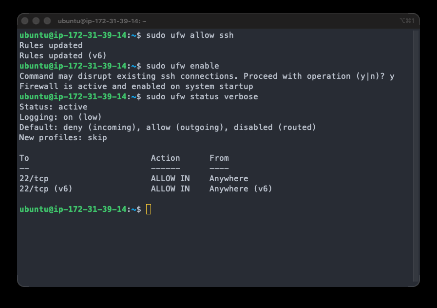 ubuntu@ip-172-31-39-14: ~
ubuntu@ip-172-31-39-14:~$ sudo ufw allow ssh
Rules updated
Rules updated (v6)
ubuntu@ip-172-31-39-14:~$ sudo ufw enable
Command may disrupt existing ssh connections. Proceed with operation (y|n)? y
Firewall is active and enabled on system startup
ubuntu@ip-172-31-39-14:~$ sudo ufw status verbose
Status: active
Logging: on (low)
Default: deny (incoming), allow (outgoing), disabled (routed)
New profiles: skip
To Action From
-- ------ ----
22/tcp ALLOW IN Anywhere
22/tcp (v6) ALLOW IN Anywhere (v6)
ubuntu@ip-172-31-39-14:~$